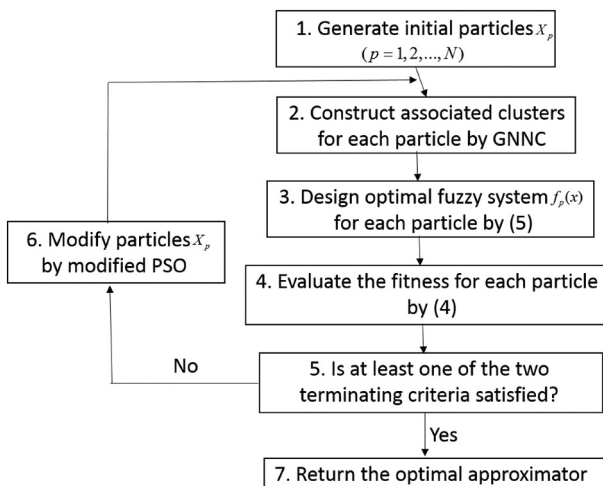 1. Generate initial particles X_p
(p = 1,2,...,N)
2. Construct associated clusters
for each particle by GNNC
3. Design optimal fuzzy system f_p(x)
for each particle by (5)
6. Modify particles X_p
by modified PSO
4. Evaluate the fitness for each particle
by (4)
No
5. Is at least one of the two
terminating criteria satisfied?
Yes
7. Return the optimal approximator